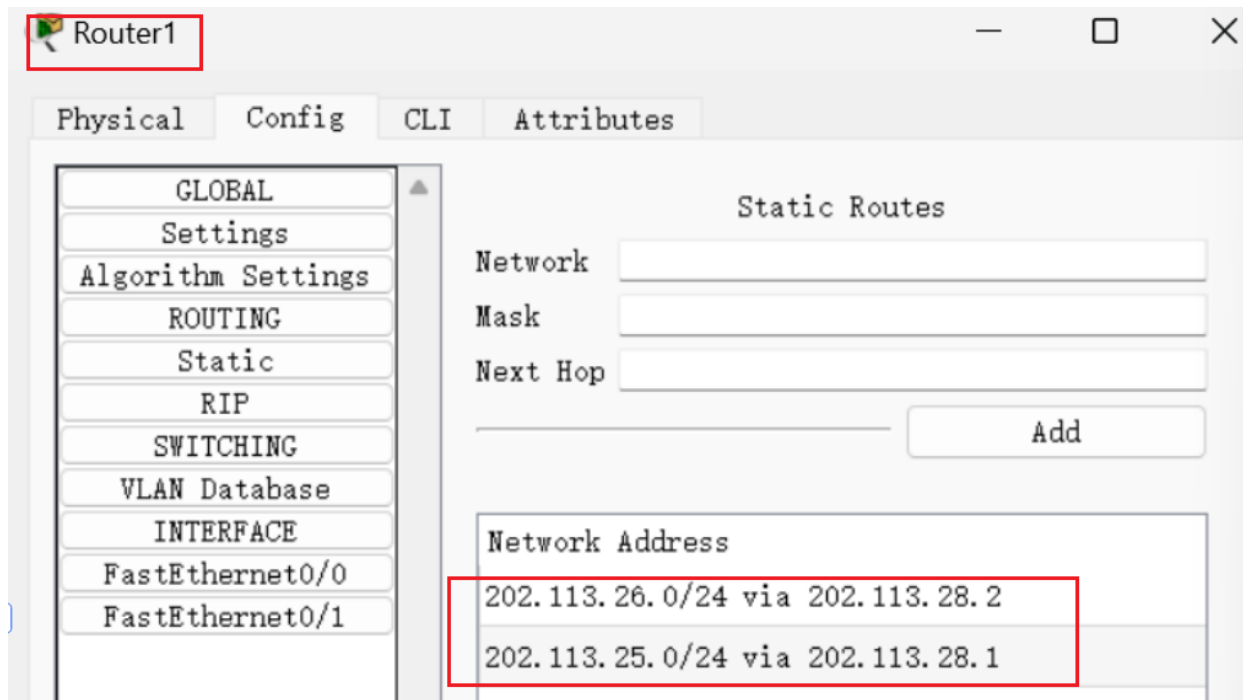 Router1
Physical Config CLI Attributes
GLOBAL
Settings
Algorithm Settings
ROUTING
Static
RIP
SWITCHING
VLAN Database
INTERFACE
FastEthernet0/0
FastEthernet0/1
Static Routes
Network
Mask
Next Hop
Add
Network Address
202.113.26.0/24 via 202.113.28.2
202.113.25.0/24 via 202.113.28.1